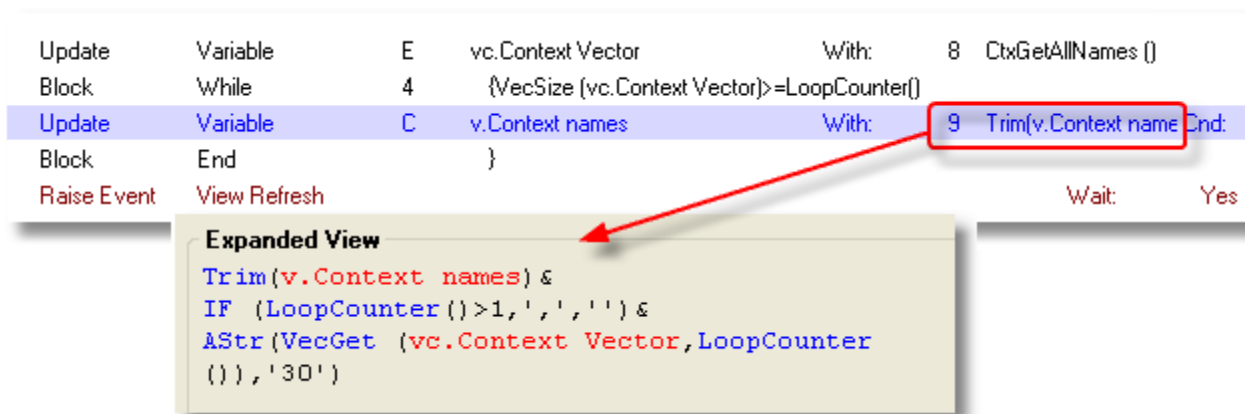 Update Variable E vc.Context Vector With: 8 CtxGetAllNames ()
Block While 4 {VecSize (vc.Context Vector)>=LoopCounter()
Update Variable C v.Context names With: 9 Trim(v.Context name Cnd:
Block End }
Raise Event View Refresh Wait: Yes
Expanded View
Trim(v.Context names)&
IF (LoopCounter()>1,',','')&
AStr(VecGet (vc.Context Vector,LoopCounter
()),'30')